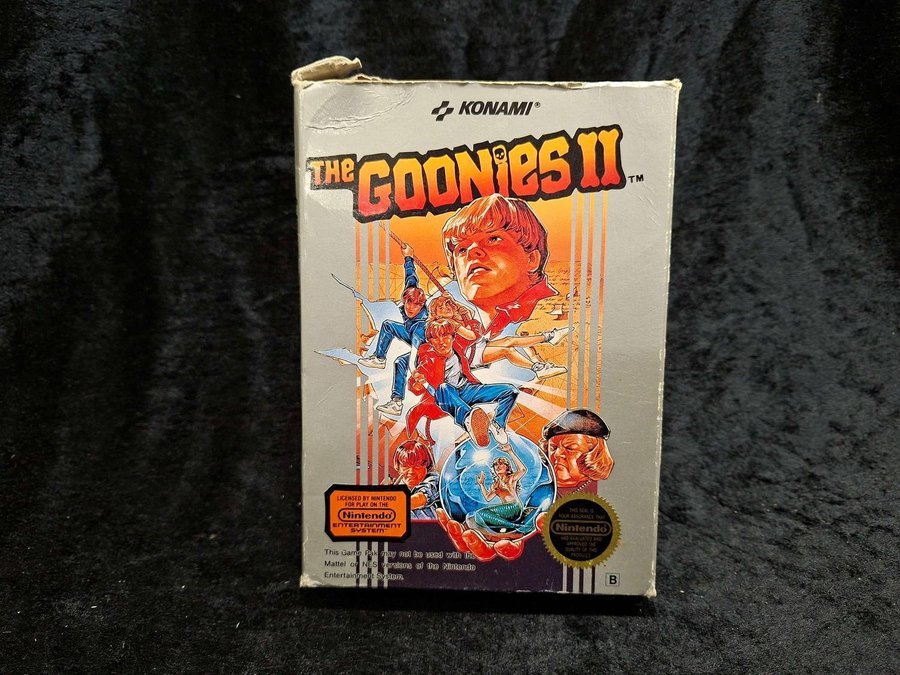 KONAMI®
THE GOONIES II TM
LICENSED BY NINTENDO
FOR PLAY ON THE
Nintendo
ENTERTAINMENT
SYSTEM™
This Game Pak may not be used with the
Mattel or NES versions of the Nintendo
Entertainment System.
THIS SEAL IS
YOUR ASSURANCE THAT
Nintendo
HAS EVALUATED AND
APPROVED THE
QUALITY OF THIS
PRODUCT
B